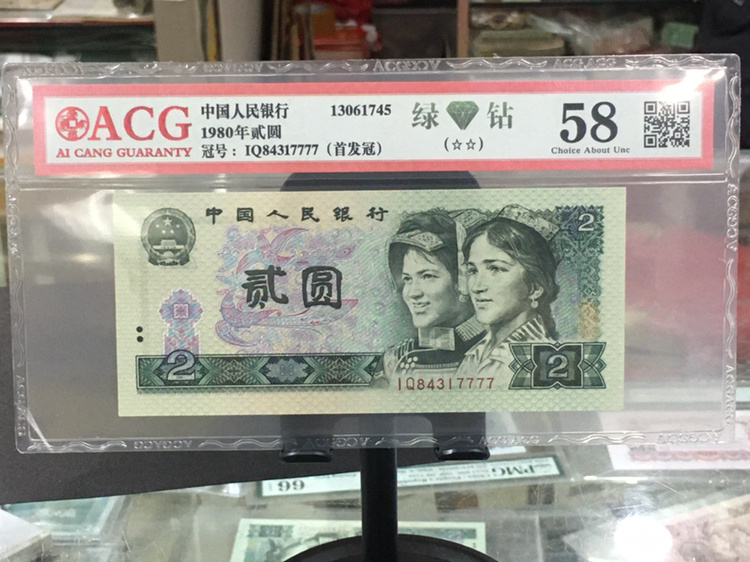 ACG
AI CANG GUARANTY
中国人民银行 13061745
1980年贰圆
冠号：IQ84317777（首发冠）
绿 钻
(☆☆)
58
Choice About Unc
中国人民银行
贰圆
2
2
2
IQ84317777
PMG
66